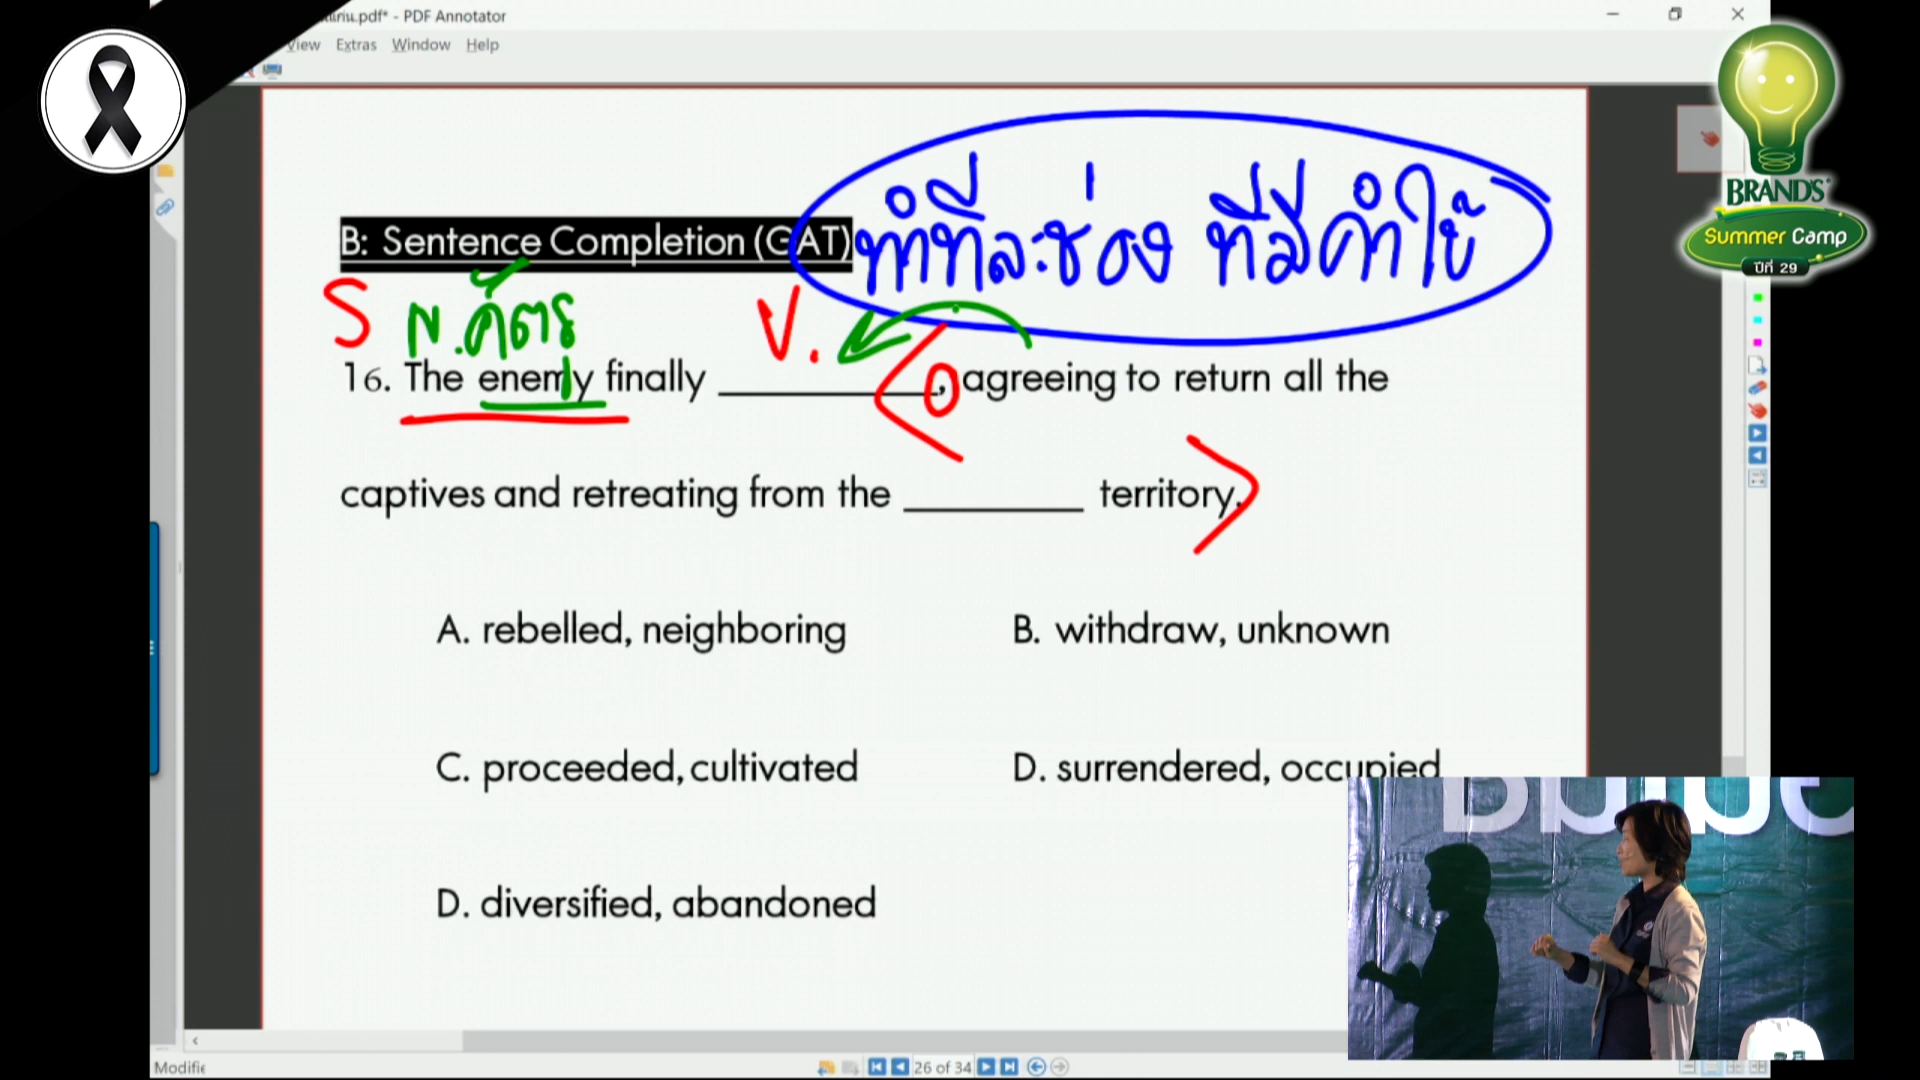 - PDF Annotator
View Extras Window Help
BRAND'S
Summer Camp
ปีที่ 29
B: Sentence Completion (GAT)
ทำทีละช่อง ที่มีคำใบ้
S
N.ศัตรู
V.
16. The enemy finally __________, agreeing to return all the
captives and retreating from the ________ territory.
A. rebelled, neighboring
B. withdraw, unknown
C. proceeded, cultivated
D. surrendered, occupied
D. diversified, abandoned
26 of 34